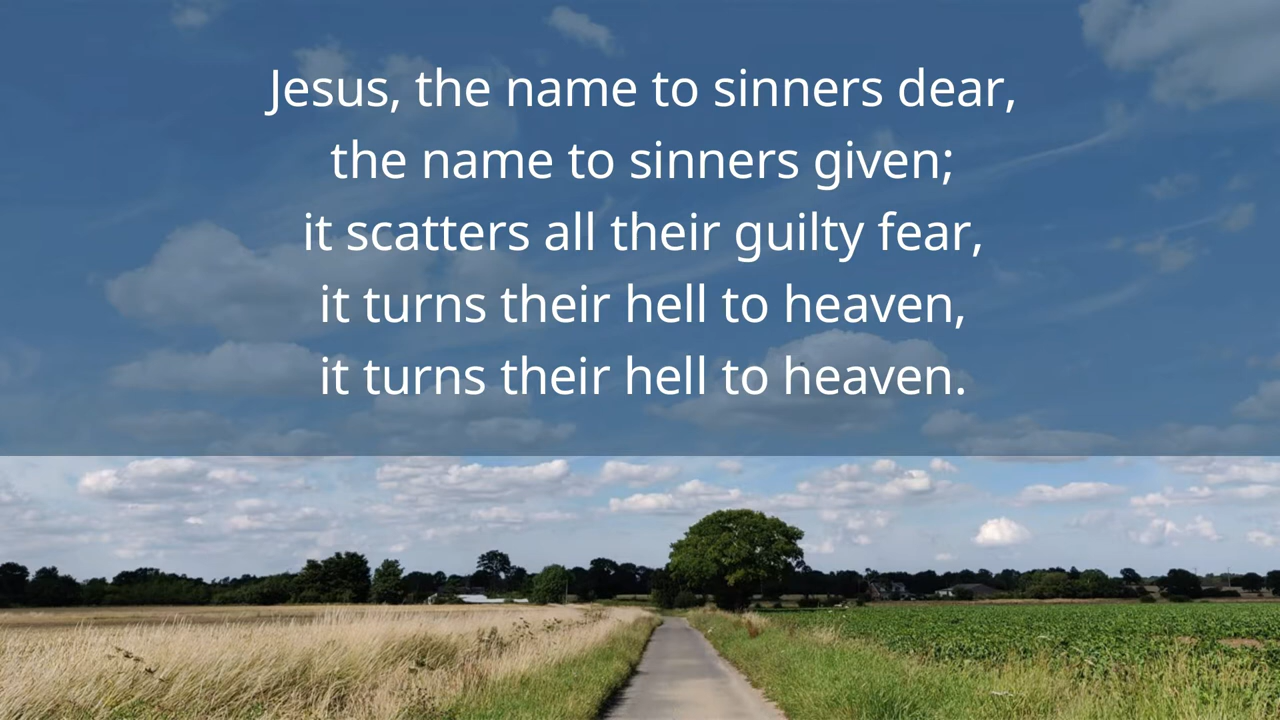 Jesus, the name to sinners dear,
the name to sinners given;
it scatters all their guilty fear,
it turns their hell to heaven,
it turns their hell to heaven.